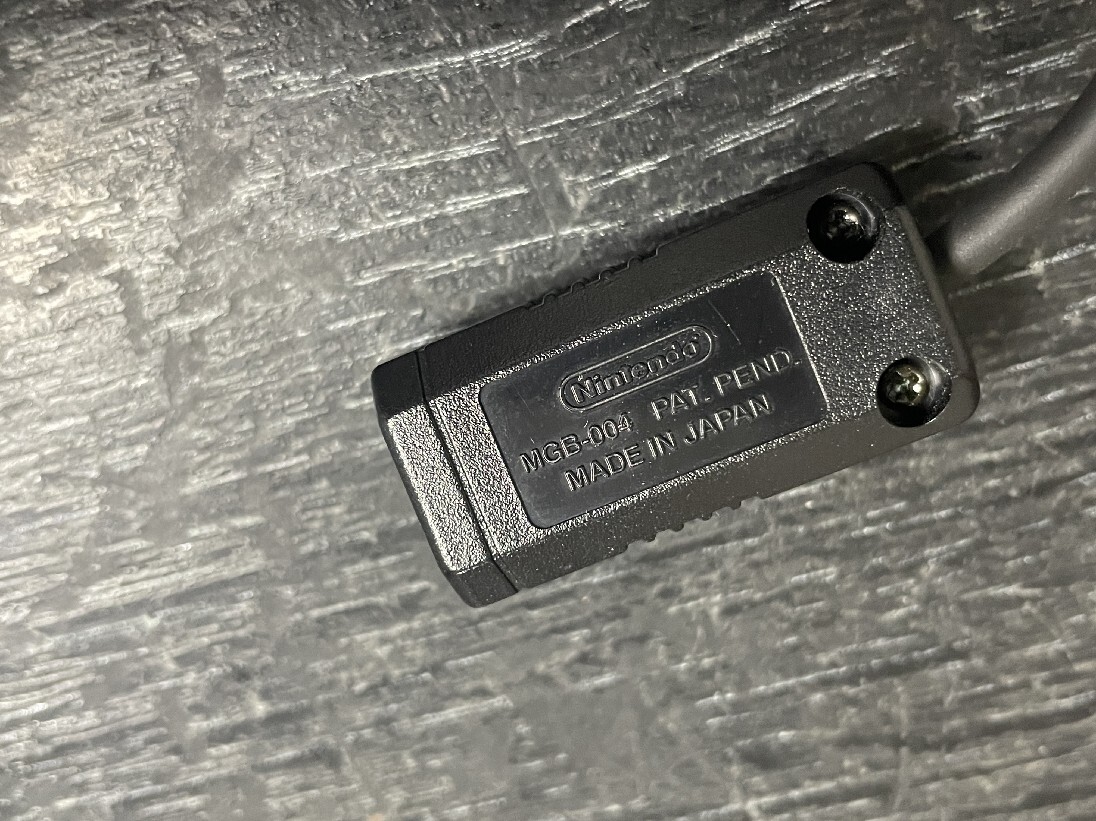 Nintendo®
MGB-004 PAT. PEND.
MADE IN JAPAN